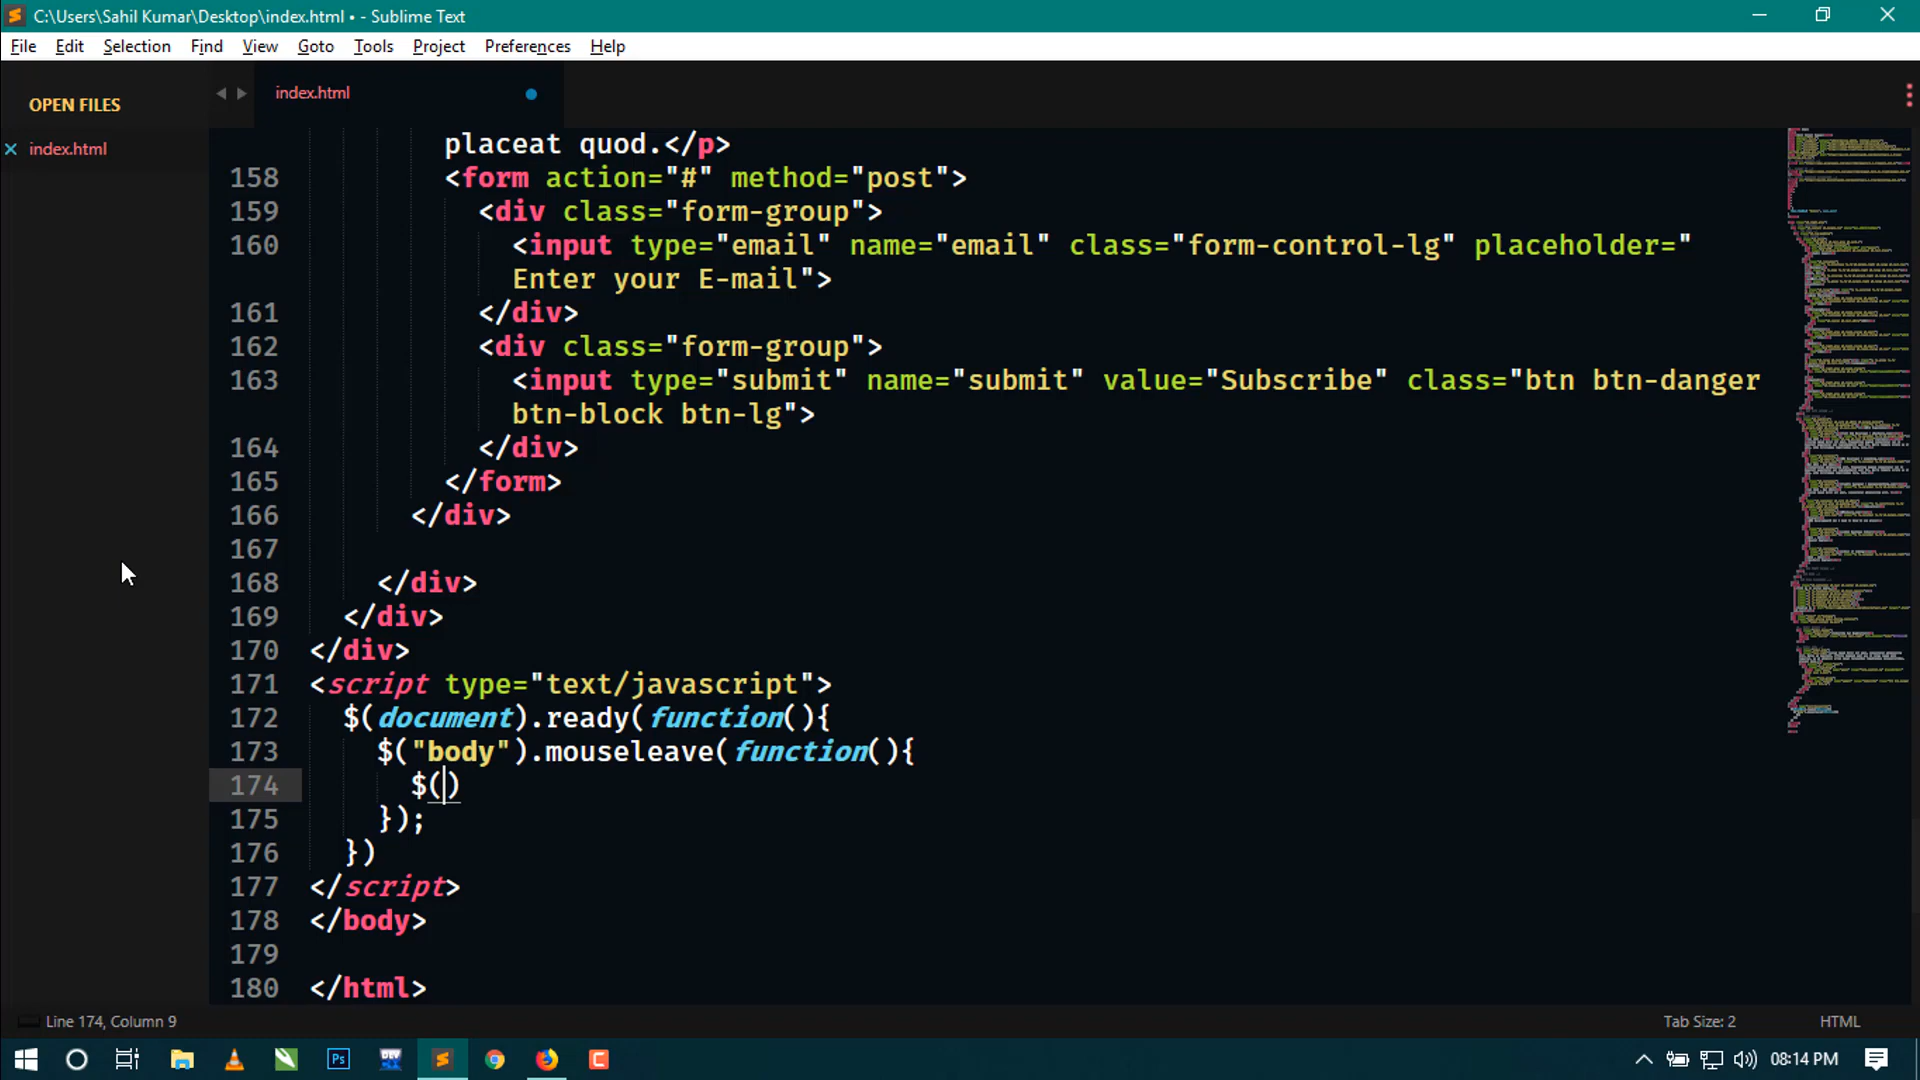 C:\Users\Sahil Kumar\Desktop\index.html • - Sublime Text
File Edit Selection Find View Goto Tools Project Preferences Help
OPEN FILES
index.html
index.html
placeat quod.</p>
158 <form action="#" method="post">
159 <div class="form-group">
160 <input type="email" name="email" class="form-control-lg" placeholder="
Enter your E-mail">
161 </div>
162 <div class="form-group">
163 <input type="submit" name="submit" value="Subscribe" class="btn btn-danger
btn-block btn-lg">
164 </div>
165 </form>
166 </div>
167
168 </div>
169 </div>
170 </div>
171 <script type="text/javascript">
172 $(document).ready(function(){
173 $("body").mouseleave(function(){
174 $()
175 });
176 })
177 </script>
178 </body>
179
180 </html>
Line 174, Column 9
Tab Size: 2
HTML
Ps
08:14 PM